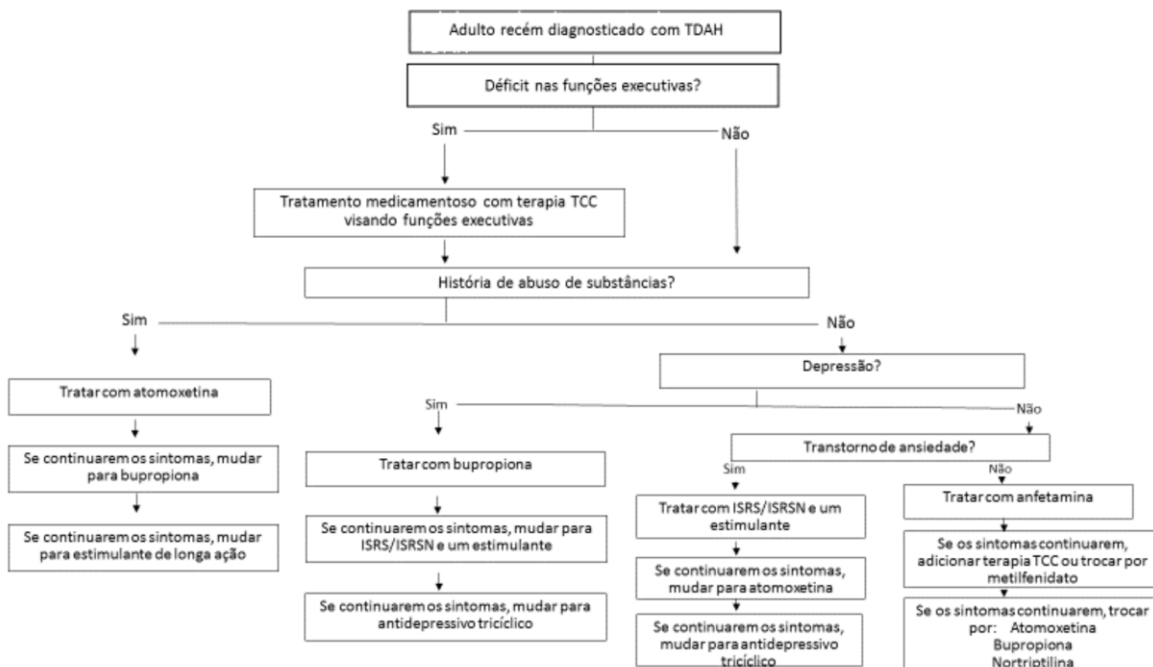 Adulto recém diagnosticado com TDAH
Déficit nas funções executivas?
Sim
Não
Tratamento medicamentoso com terapia TCC
visando funções executivas
História de abuso de substâncias?
Sim
Não
Depressão?
Tratar com atomoxetina
Sim
Não
Transtorno de ansiedade?
Se continuarem os sintomas, mudar
para bupropiona
Tratar com bupropiona
Sim
Não
Tratar com ISRS/ISRSN e um
estimulante
Tratar com anfetamina
Se continuarem os sintomas, mudar
para estimulante de longa ação
Se continuarem os sintomas, mudar para
ISRS/ISRSN e um estimulante
Se os sintomas continuarem,
adicionar terapia TCC ou trocar por
metilfenidato
Se continuarem os sintomas,
mudar para atomoxetina
Se continuarem os sintomas, mudar para
antidepressivo tricíclico
Se continuarem os sintomas,
mudar para antidepressivo
tricíclico
Se os sintomas continuarem, trocar
por: Atomoxetina
Bupropiona
Nortriptilina